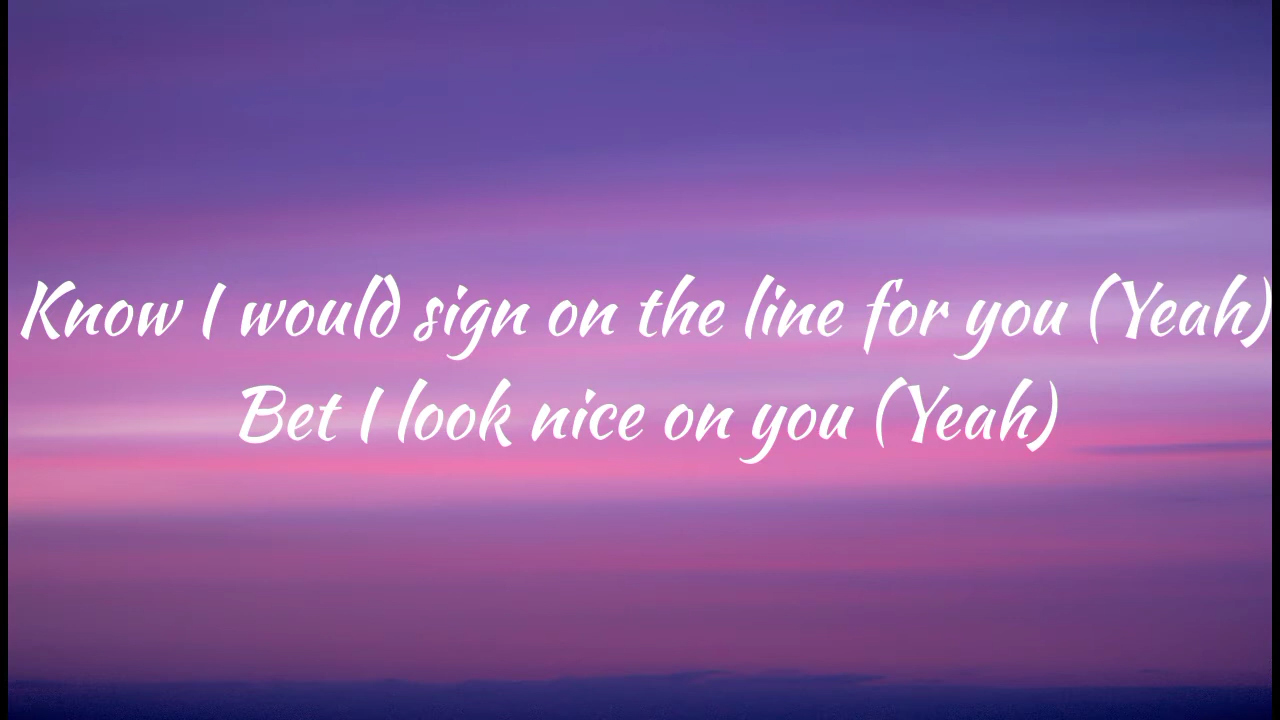 Know I would sign on the line for you (Yeah)
Bet I look nice on you (Yeah)